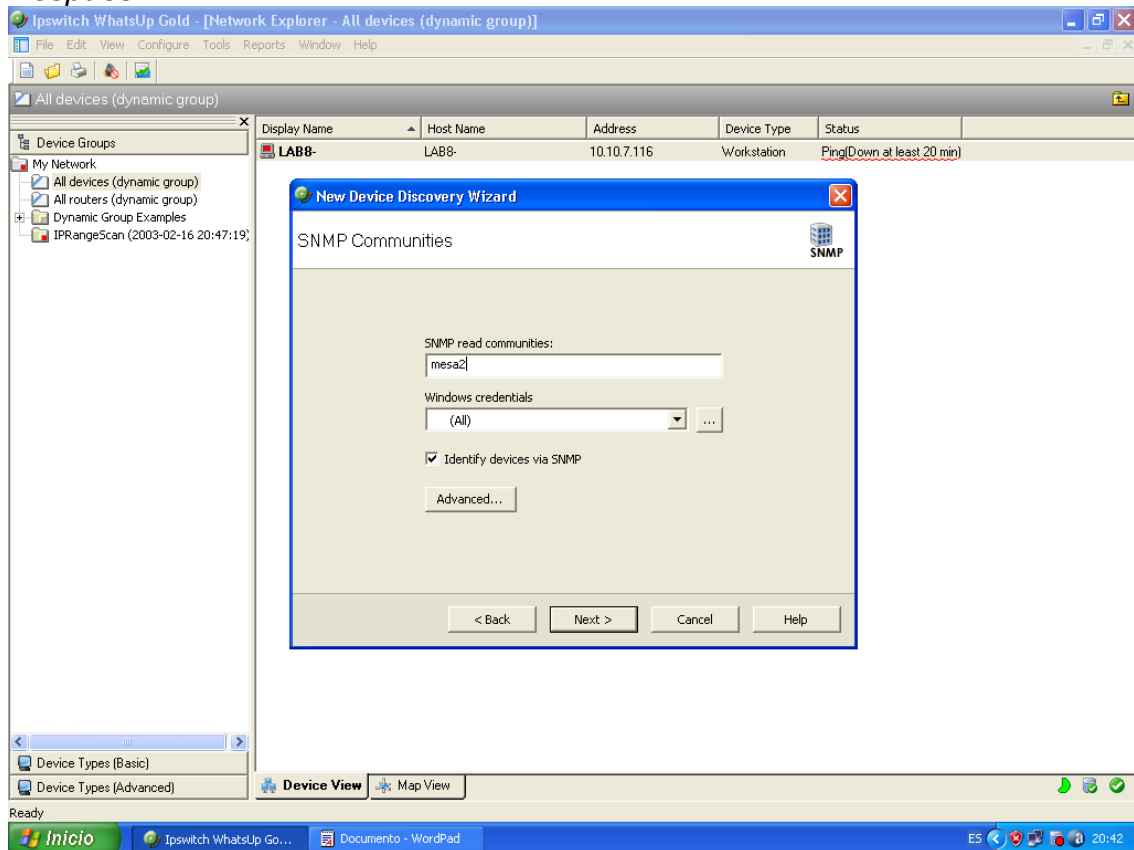 Ipswitch WhatsUp Gold - [Network Explorer - All devices (dynamic group)]
File Edit View Configure Tools Reports Window Help
All devices (dynamic group)
Device Groups
My Network
All devices (dynamic group)
All routers (dynamic group)
Dynamic Group Examples
IPRangeScan (2003-02-16 20:47:19)
Display Name Host Name Address Device Type Status
LAB8- LAB8- 10.10.7.116 Workstation Ping(Down at least 20 min)
New Device Discovery Wizard
SNMP Communities
SNMP
SNMP read communities:
mesa2
Windows credentials
(All)
...
Identify devices via SNMP
Advanced...
< Back Next > Cancel Help
Device Types (Basic)
Device Types (Advanced)
Device View Map View
Ready
Inicio Ipswitch WhatsUp Go... Documento - WordPad ES 20:42